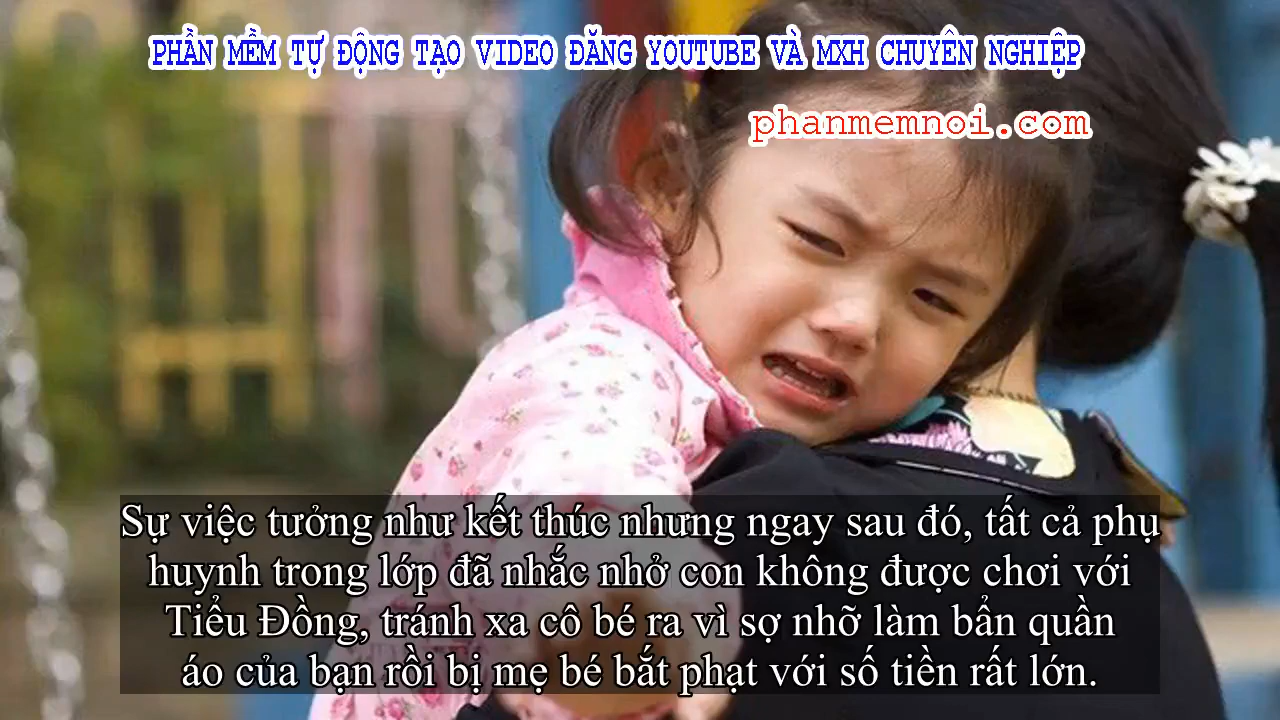 PHẦN MỀM TỰ ĐỘNG TẠO VIDEO ĐĂNG YOUTUBE VÀ MXH CHUYÊN NGHIỆP
phanmemnoi.com
Sự việc tưởng như kết thúc nhưng ngay sau đó, tất cả phụ
huynh trong lớp đã nhắc nhở con không được chơi với
Tiểu Đồng, tránh xa cô bé ra vì sợ nhỡ làm bẩn quần
áo của bạn rồi bị mẹ bé bắt phạt với số tiền rất lớn.